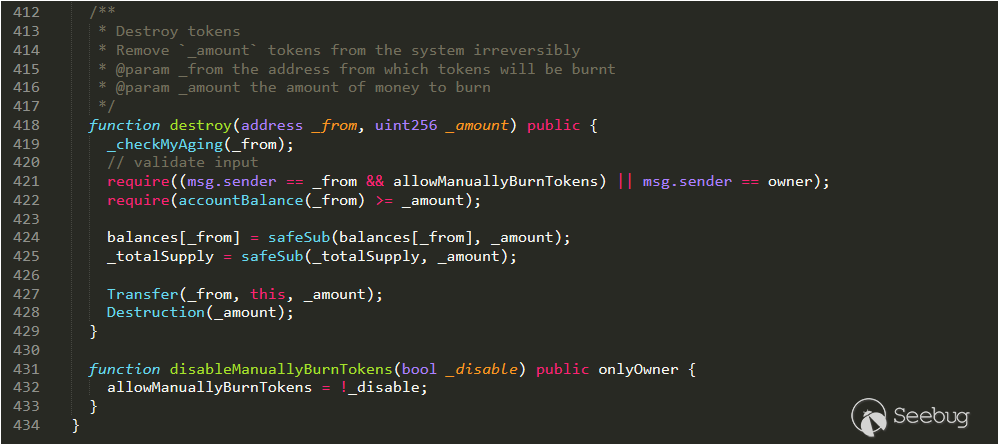 412 /**
413 * Destroy tokens
414 * Remove `_amount` tokens from the system irreversibly
415 * @param _from the address from which tokens will be burnt
416 * @param _amount the amount of money to burn
417 */
418 function destroy(address _from, uint256 _amount) public {
419 _checkMyAging(_from);
420 // validate input
421 require((msg.sender == _from && allowManuallyBurnTokens) || msg.sender == owner);
422 require(accountBalance(_from) >= _amount);
423
424 balances[_from] = safeSub(balances[_from], _amount);
425 _totalSupply = safeSub(_totalSupply, _amount);
426
427 Transfer(_from, this, _amount);
428 Destruction(_amount);
429 }
430
431 function disableManuallyBurnTokens(bool _disable) public onlyOwner {
432 allowManuallyBurnTokens = !_disable;
433 }
434 }
Seebug